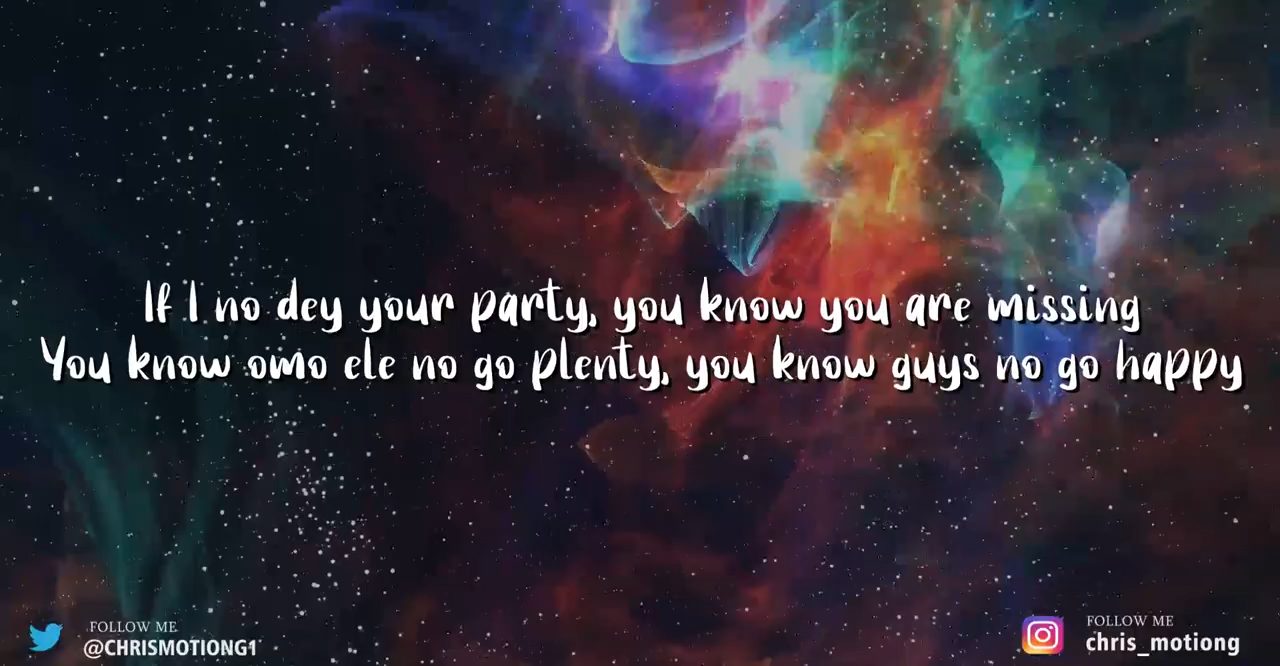 If I no dey your party, you know you are missing
You know omo ele no go plenty, you know guys no go happy
FOLLOW ME
@CHRISMOTIONG1
FOLLOW ME
chris_motiong